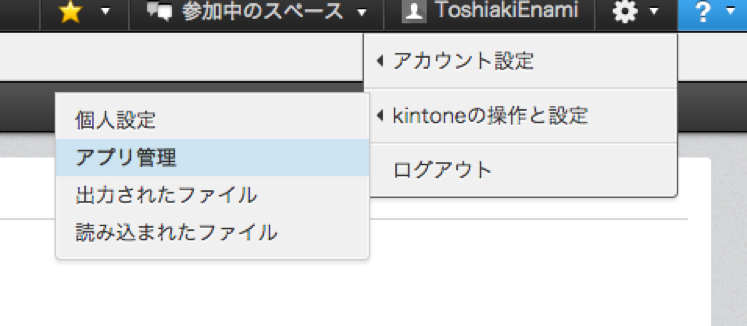 参加中のスペース
ToshiakiEnami
?
アカウント設定
kintoneの操作と設定
ログアウト
個人設定
アプリ管理
出力されたファイル
読み込まれたファイル